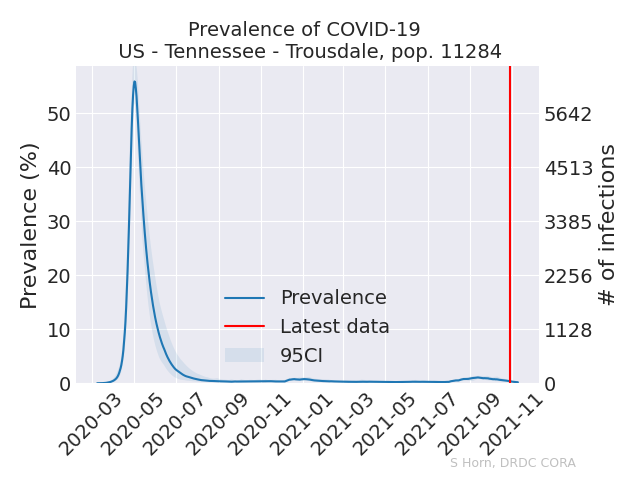 Prevalence of COVID-19
US - Tennessee - Trousdale, pop. 11284
Prevalence (%)
50
40
30
20
10
0
5642
4513
3385
2256
1128
0
# of infections
Prevalence
Latest data
95CI
2020-03
2020-05
2020-07
2020-09
2020-11
2021-01
2021-03
2021-05
2021-07
2021-09
2021-11
S Horn, DRDC CORA